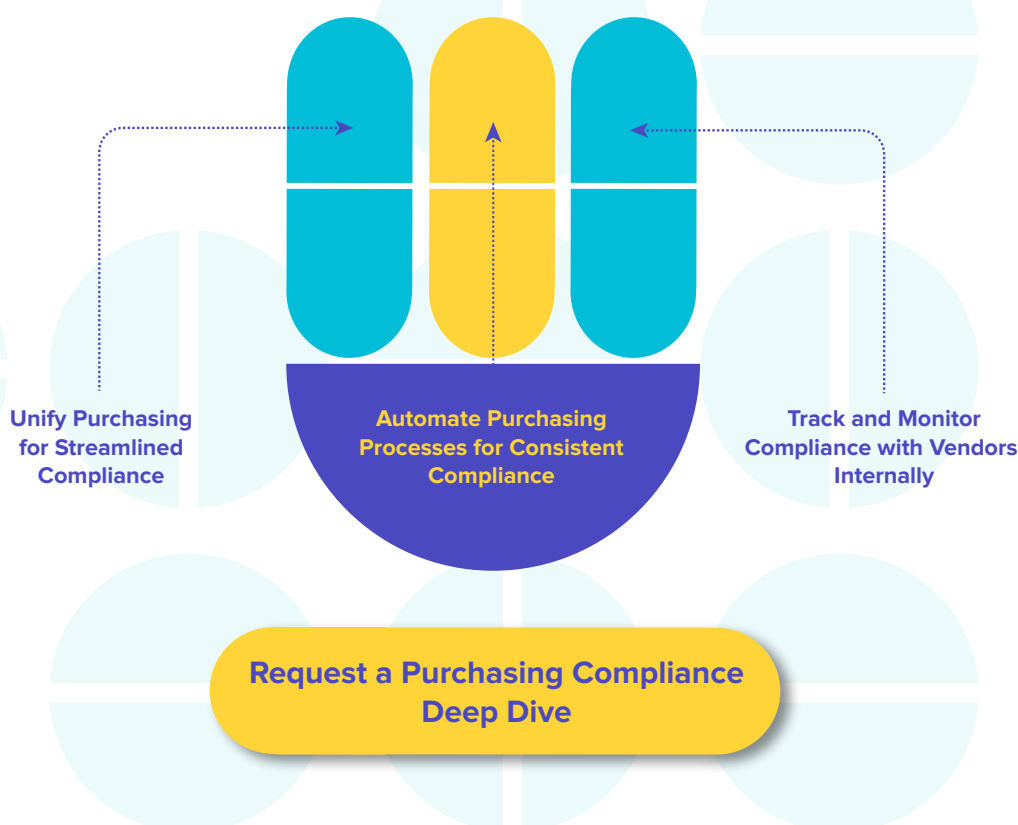 Unify Purchasing
for Streamlined
Compliance
Automate Purchasing
Processes for Consistent
Compliance
Track and Monitor
Compliance with Vendors
Internally
Request a Purchasing Compliance
Deep Dive